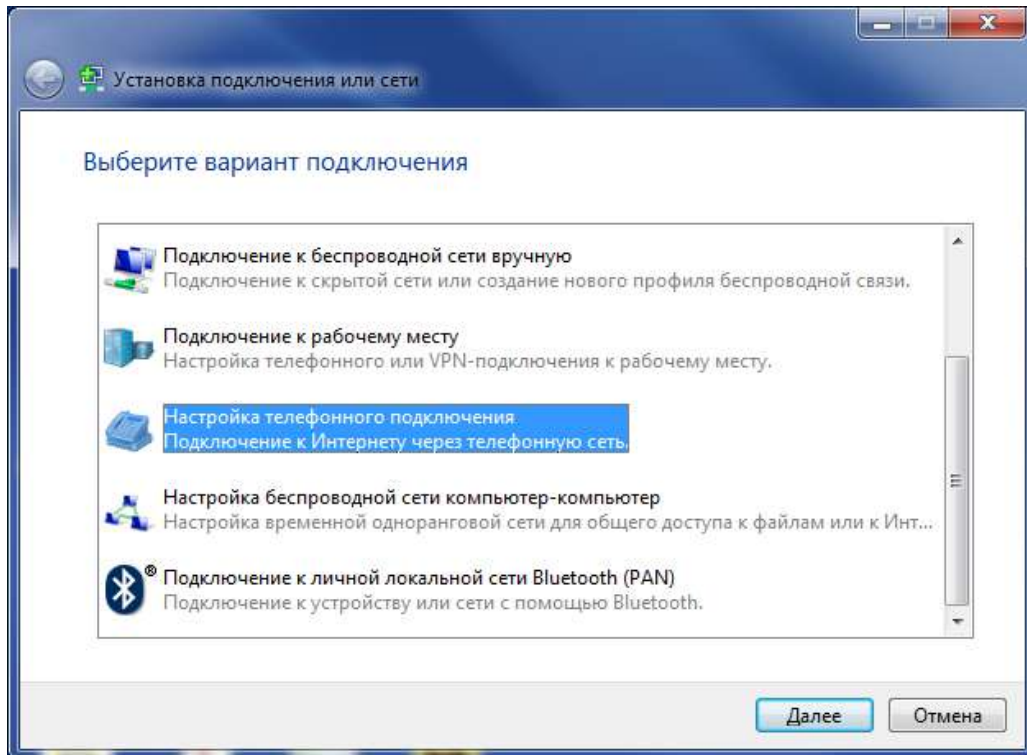 Установка подключения или сети
Выберите вариант подключения
Подключение к беспроводной сети вручную
Подключение к скрытой сети или создание нового профиля беспроводной связи.
Подключение к рабочему месту
Настройка телефонного или VPN-подключения к рабочему месту.
Настройка телефонного подключения
Подключение к Интернету через телефонную сеть.
Настройка беспроводной сети компьютер-компьютер
Настройка временной одноранговой сети для общего доступа к файлам или к Инт...
® Подключение к личной локальной сети Bluetooth (PAN)
Подключение к устройству или сети с помощью Bluetooth.
Далее Отмена